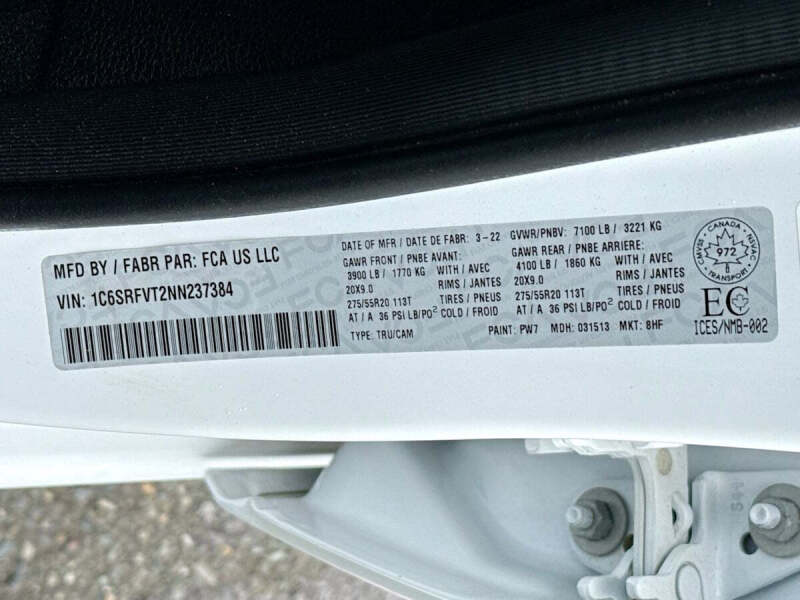 MFD BY / FABR PAR: FCA US LLC
VIN: 1C6SRFVT2NN237384
DATE OF MFR / DATE DE FABR: 3-22
GAWR FRONT / PNBE AVANT:
3900 LB / 1770 KG WITH / AVEC
20X9.0 RIMS / JANTES
275/55R20 113T TIRES / PNEUS
AT / A 36 PSI LB/PO² COLD / FROID
TYPE: TRU/CAM
GVWR/PNBV: 7100 LB / 3221 KG
GAWR REAR / PNBE ARRIERE:
4100 LB / 1860 KG WITH / AVEC
20X9.0 RIMS / JANTES
275/55R20 113T TIRES / PNEUS
AT / A 36 PSI LB/PO² COLD / FROID
PAINT: PW7 MDH: 031513 MKT: 8HF
CANADA
CMVSS 972 NSVAC
TRANSPORT
EC
ICES/NMB-002